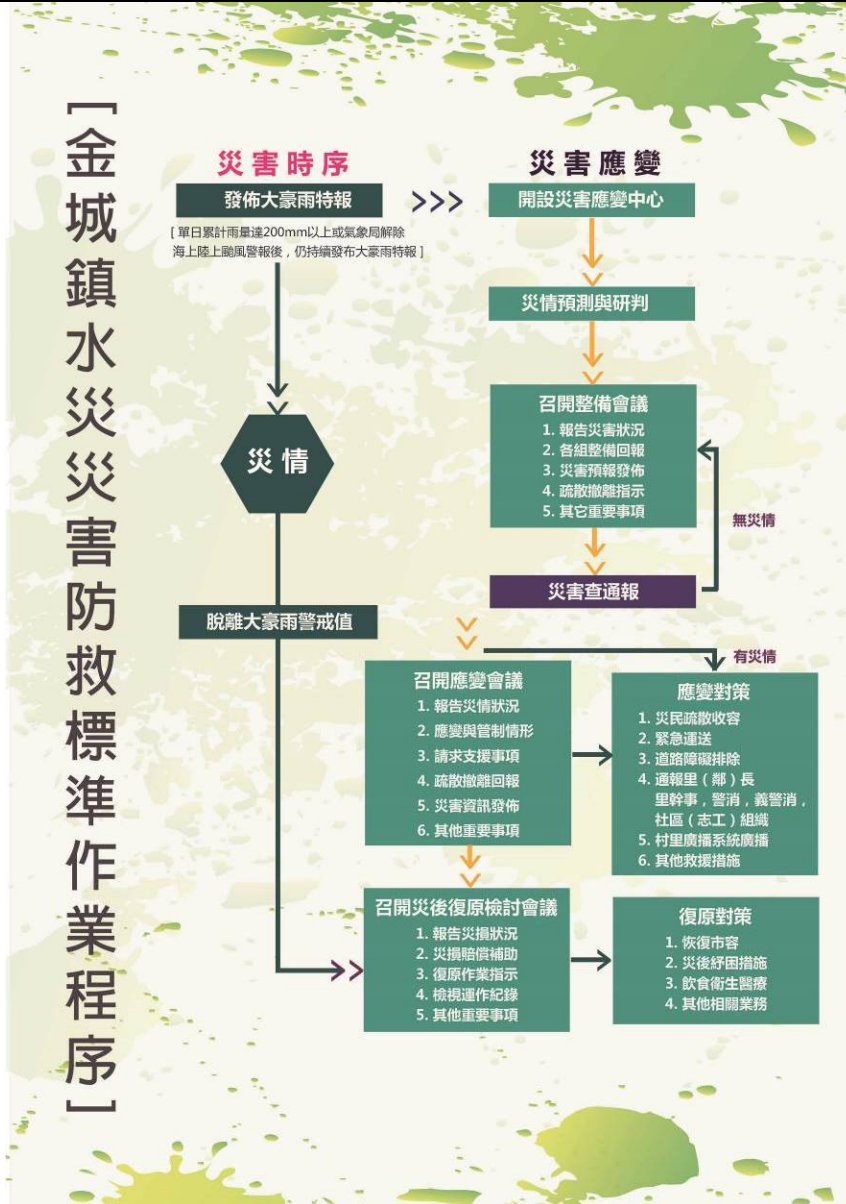 [金城鎮水災災害防救標準作業程序]
災害時序
發佈大豪雨特報
[ 單日累計雨量達200mm以上或氣象局解除
海上陸上颱風警報後，仍持續發布大豪雨特報 ]
災情
脫離大豪雨警戒值
災害應變
開設災害應變中心
災情預測與研判
召開整備會議
1. 報告災害狀況
2. 各組整備回報
3. 災害預報發佈
4. 疏散撤離指示
5. 其它重要事項
無災情
災害查通報
有災情
召開應變會議
1. 報告災情狀況
2. 應變與管制情形
3. 請求支援事項
4. 疏散撤離回報
5. 災害資訊發佈
6. 其他重要事項
應變對策
1. 災民疏散收容
2. 緊急運送
3. 道路障礙排除
4. 通報里（鄰）長
里幹事，警消，義警消，
社區（志工）組織
5. 村里廣播系統廣播
6. 其他救援措施
召開災後復原檢討會議
1. 報告災損狀況
2. 災損賠償補助
3. 復原作業指示
4. 檢視運作紀錄
5. 其他重要事項
復原對策
1. 恢復市容
2. 災後紓困措施
3. 飲食衛生醫療
4. 其他相關業務